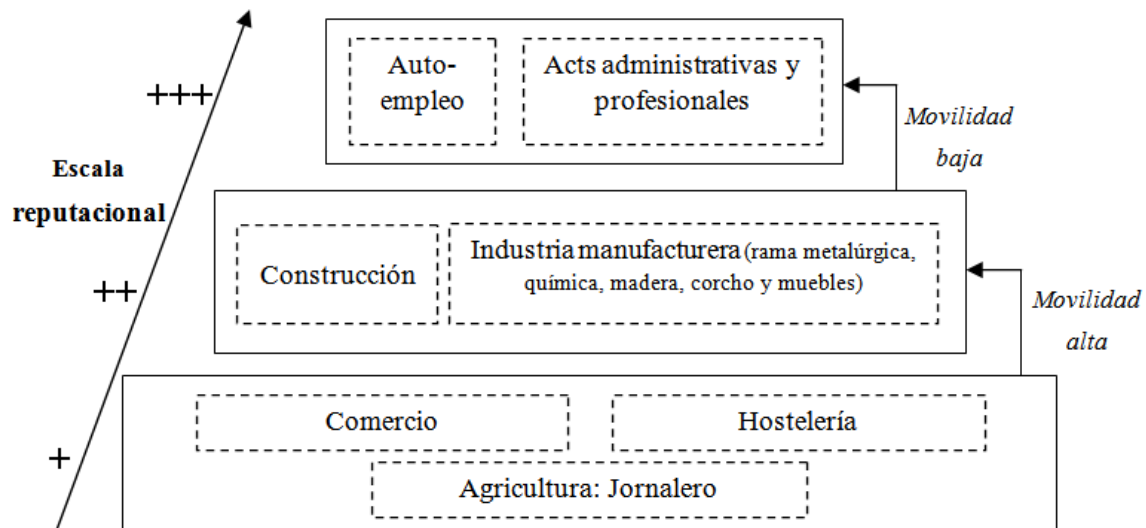 Auto-
empleo
Acts administrativas y
profesionales
+++
Movilidad
baja
Escala
reputacional
Construcción
Industria manufacturera (rama metalúrgica,
química, madera, corcho y muebles)
++
Movilidad
alta
Comercio
Hostelería
+
Agricultura: Jornalero